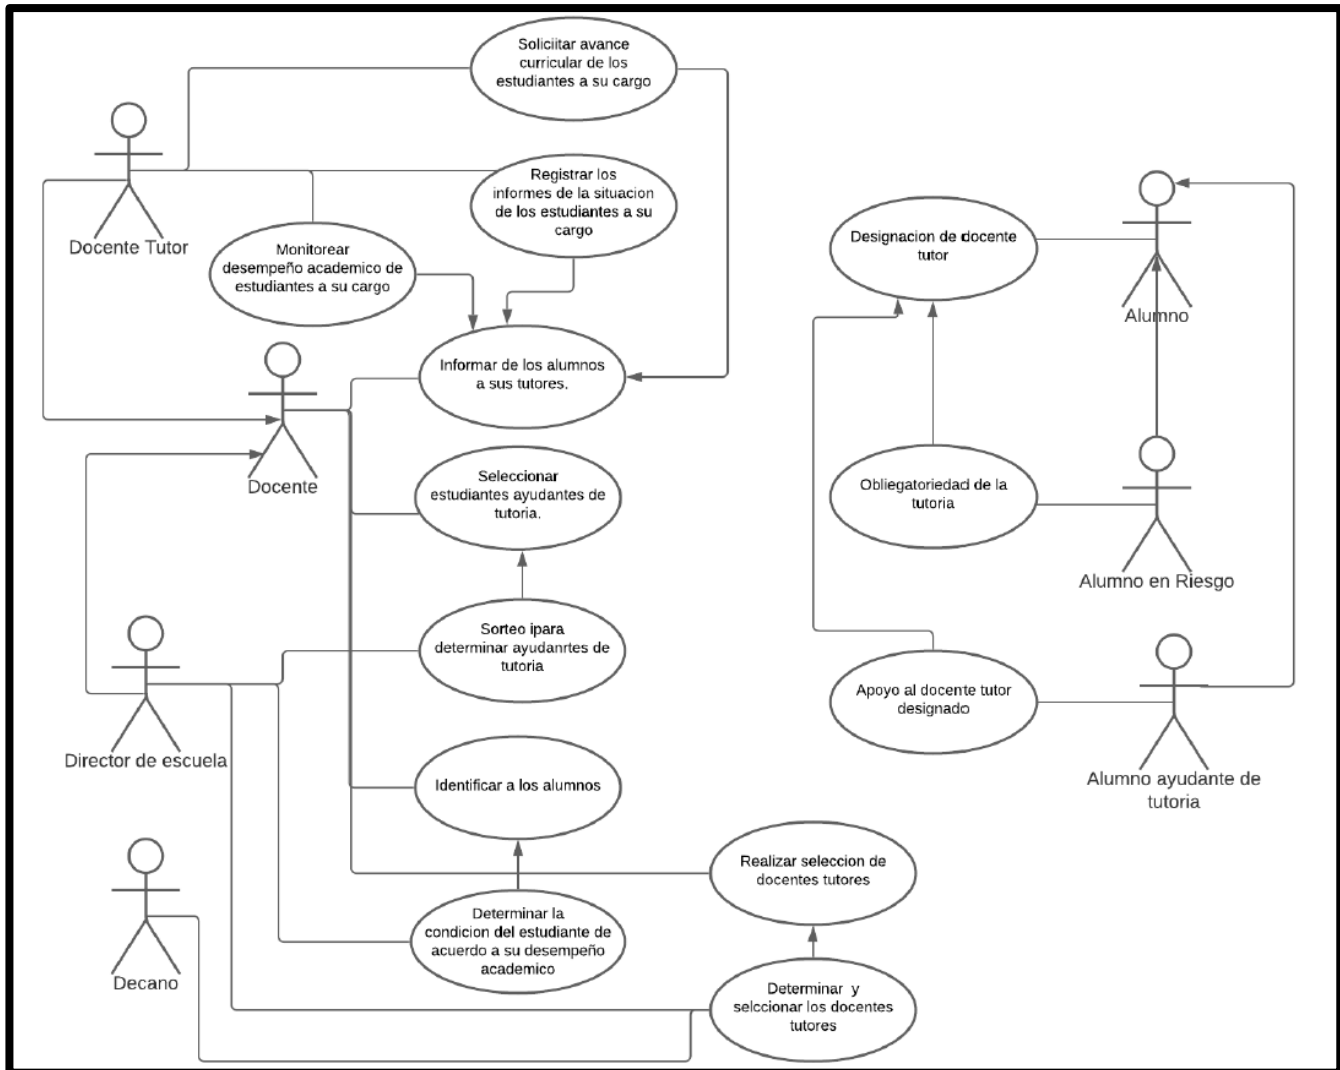 Soliciitar avance
curricular de los
estudiantes a su cargo
Registrar los
informes de la situacion
de los estudiantes a su
cargo
Docente Tutor
Monitorear
desempeño academico de
estudiantes a su cargo
Designacion de docente
tutor
Alumno
Informar de los alumnos
a sus tutores.
Docente
Seleccionar
estudiantes ayudantes de
tutoria.
Obliegatoriedad de la
tutoria
Alumno en Riesgo
Sorteo ipara
determinar ayudanrtes de
tutoria
Apoyo al docente tutor
designado
Director de escuela
Alumno ayudante de
tutoria
Identificar a los alumnos
Realizar seleccion de
docentes tutores
Determinar la
condicion del estudiante de
acuerdo a su desempeño
academico
Decano
Determinar y
selccionar los docentes
tutores